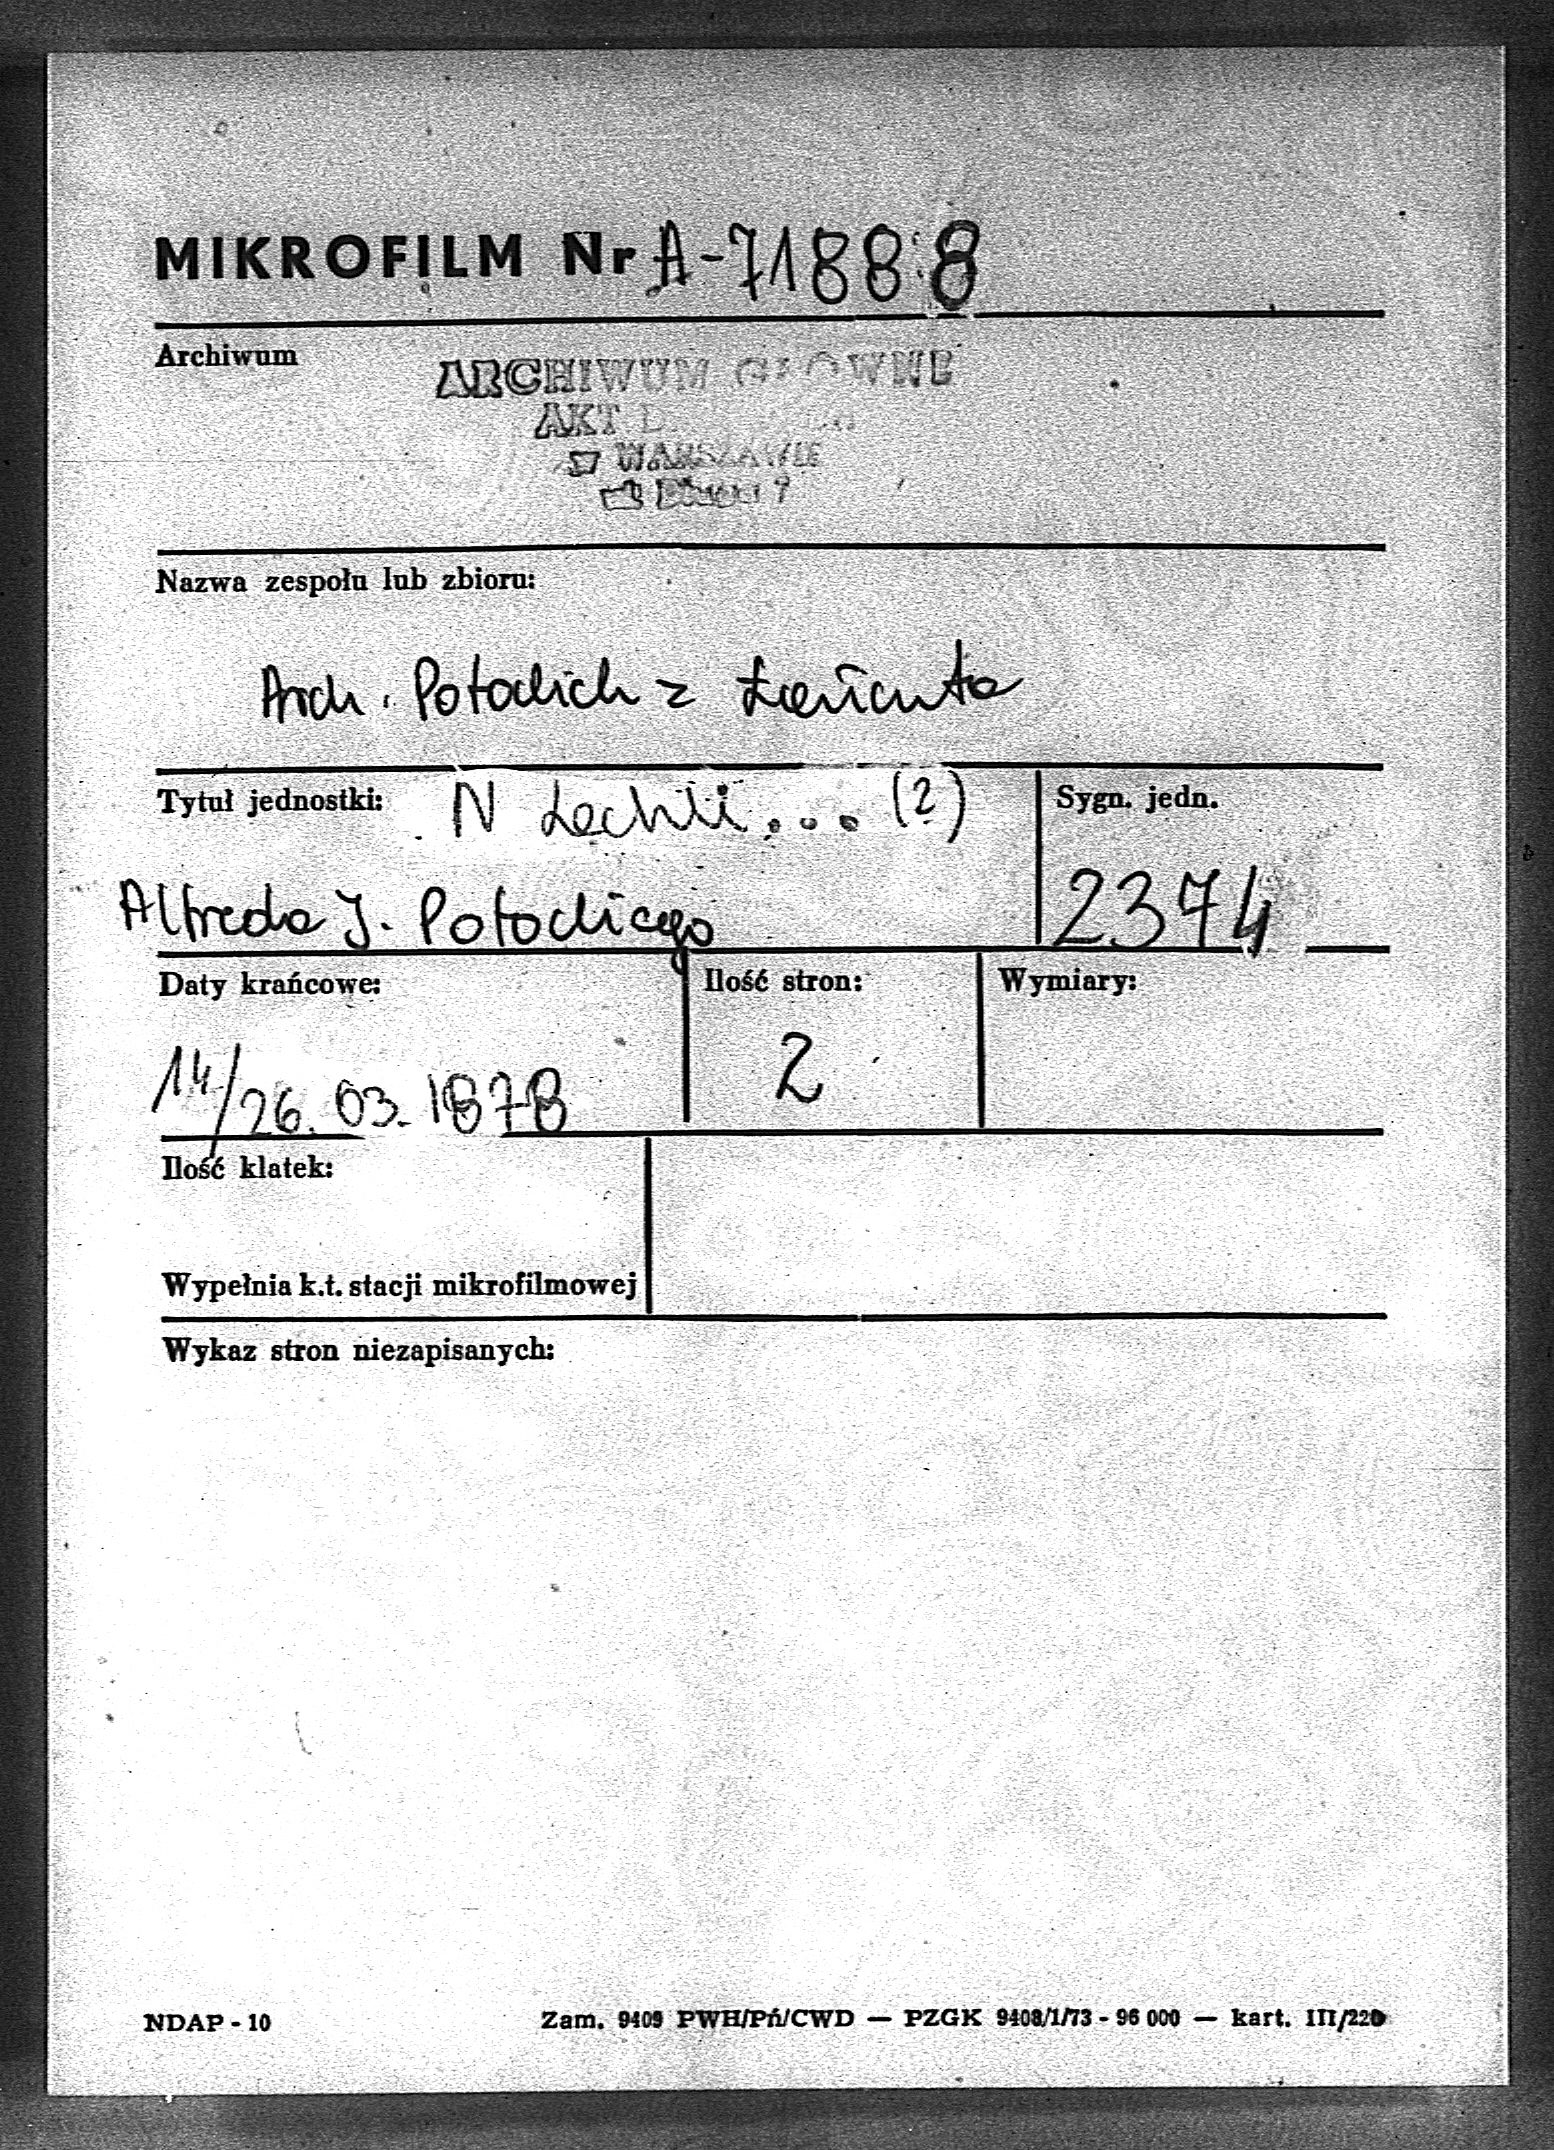 MIKROFILM Nr A-71888
Archiwum
ARCHIWUM GŁÓWNE
AKT
WARSZAWIE
Nazwa zespołu lub zbioru:
Arch. Potockich z Łańcuta
Tytuł jednostki: N ... (?)
Sygn. jedn.
Alfreda J. Potockiego
2374
Daty krańcowe: Ilość stron: Wymiary:
14/26.03.1878 2
Ilość klatek:
Wypełnia k.t. stacji mikrofilmowej
Wykaz stron niezapisanych:
NDAP - 10 Zam. 9409 PWH/Pń/CWD — PZGK 9408/1/73 - 96 000 — kart. III/220